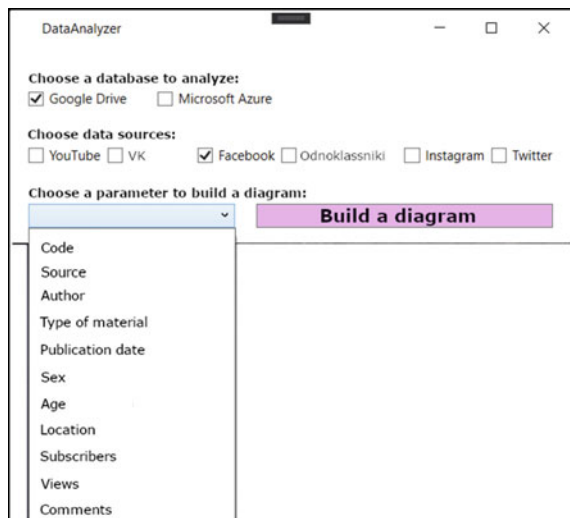 DataAnalyzer
Choose a database to analyze:
Google Drive Microsoft Azure
Choose data sources:
YouTube VK Facebook Odnoklassniki Instagram Twitter
Choose a parameter to build a diagram:
Build a diagram
Code
Source
Author
Type of material
Publication date
Sex
Age
Location
Subscribers
Views
Comments